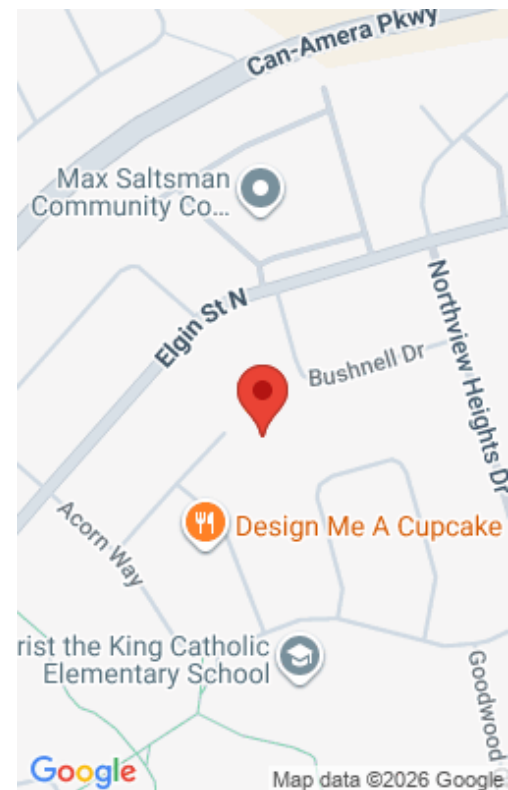 Can-Amera Pkwy
Max Saltsman
Community Co...
Elgin St N
Northview Heights Dr
Bushnell Dr
Design Me A Cupcake
Acorn Way
rist the King Catholic
Elementary School
Goodwood
Google
Map data ©2026 Google